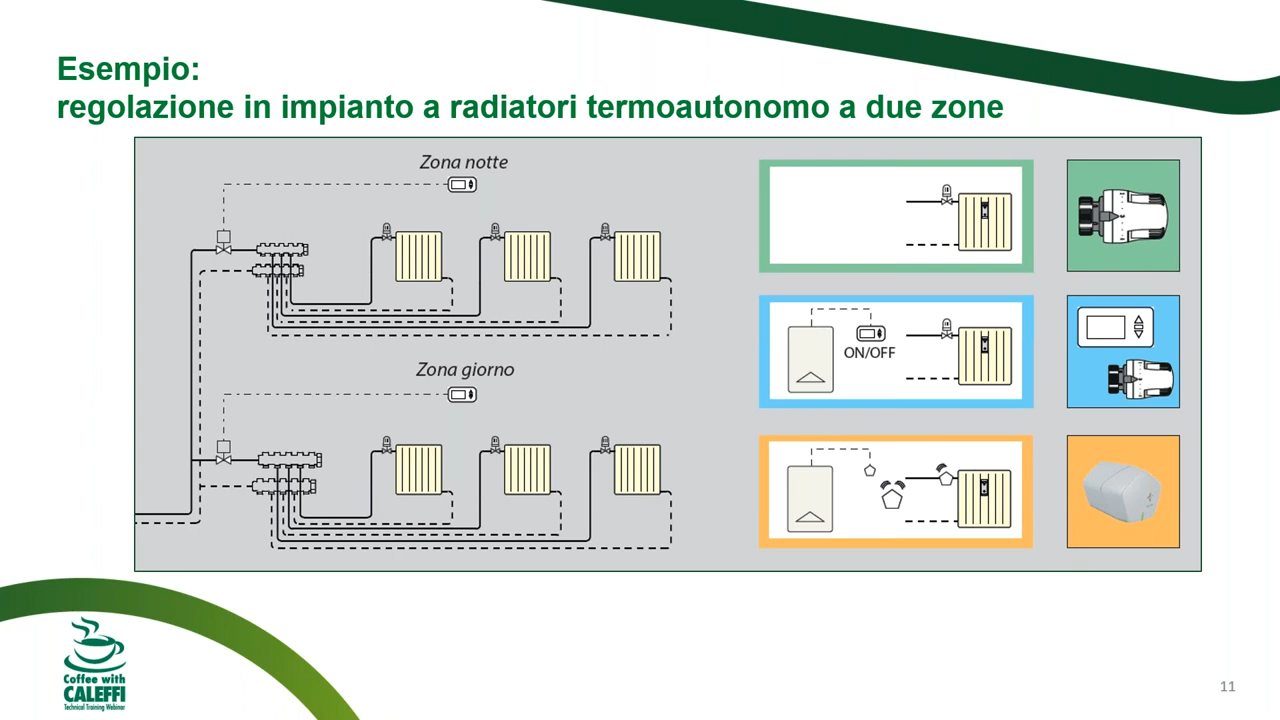 Esempio:
regolazione in impianto a radiatori termoautonomo a due zone
Zona notte
Zona giorno
ON/OFF
Coffee with
CALEFFI
Technical Training Webinar
11